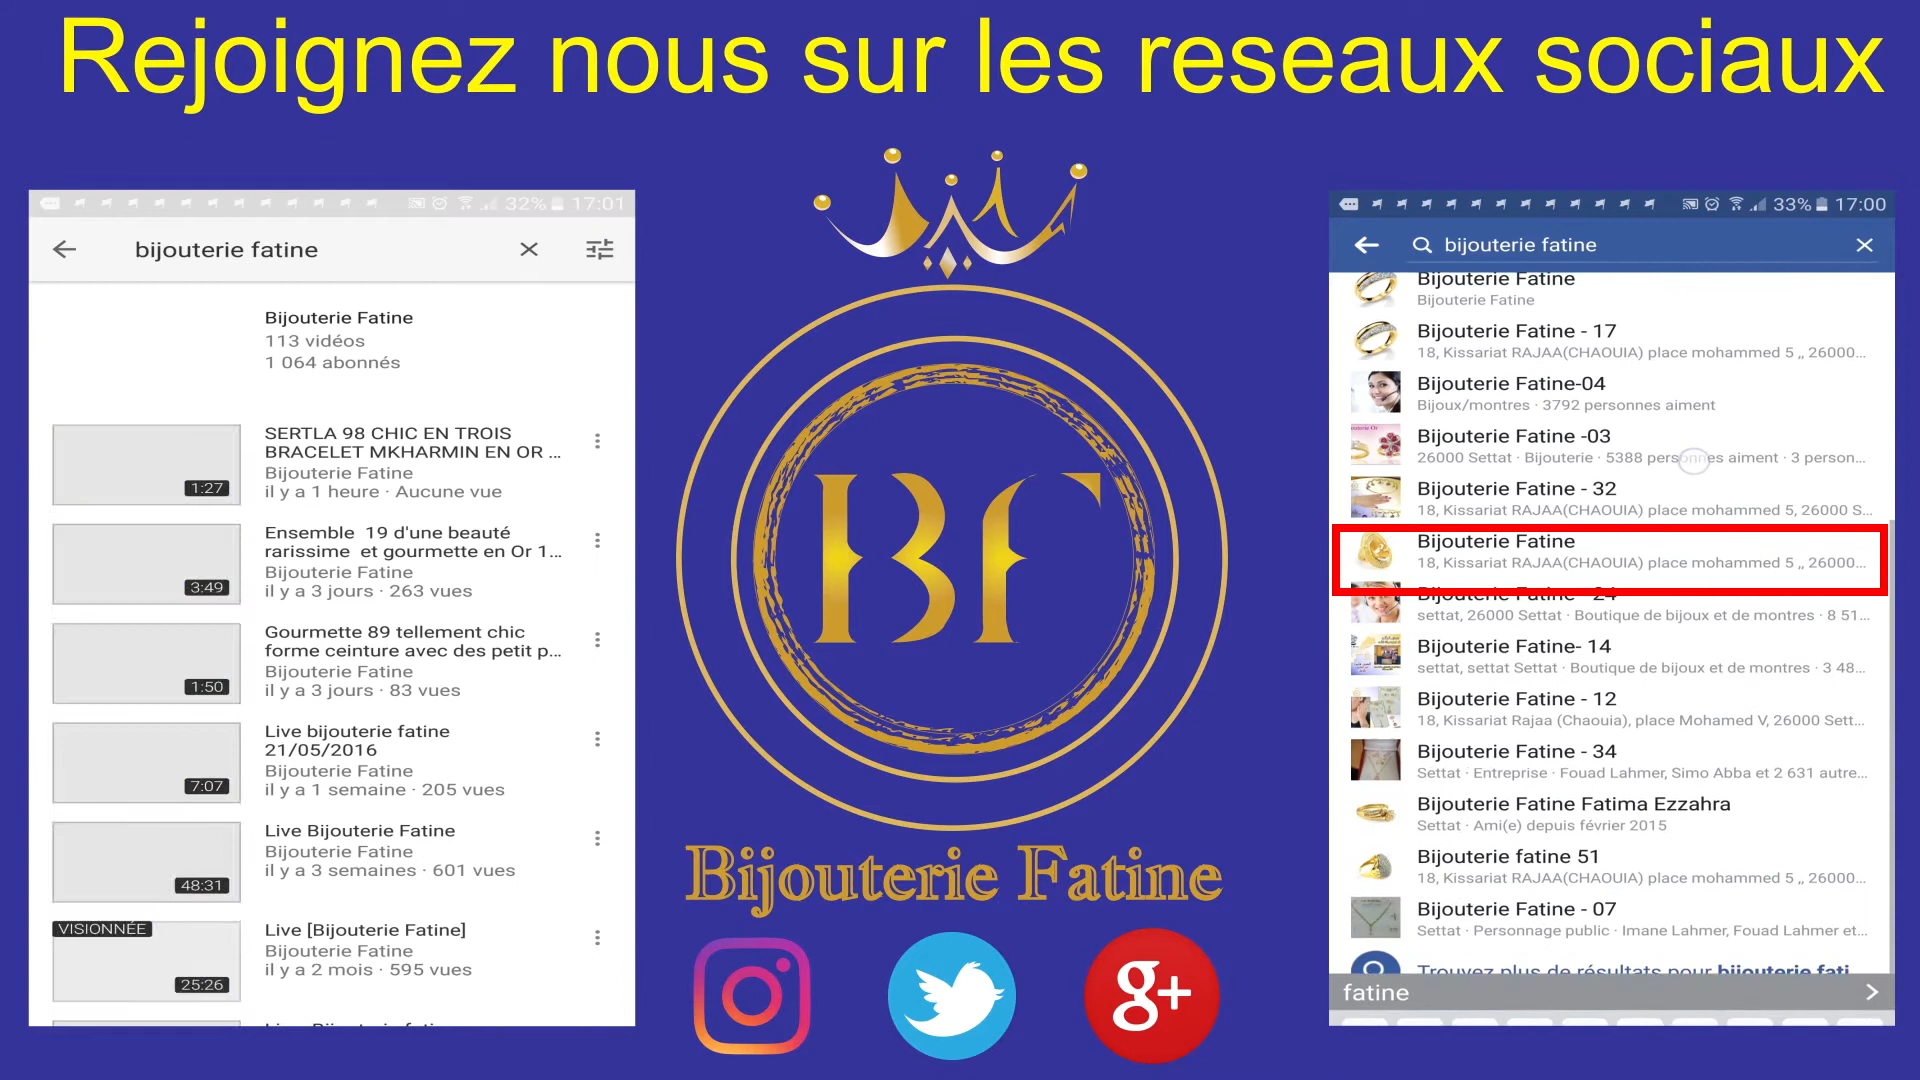 Rejoignez nous sur les reseaux sociaux
32% 17:01
bijouterie fatine
Bijouterie Fatine
113 vidéos
1 064 abonnés
SERTLA 98 CHIC EN TROIS
BRACELET MKHARMIN EN OR ...
Bijouterie Fatine
il y a 1 heure · Aucune vue
1:27
Ensemble 19 d'une beauté
rarissime et gourmette en Or 1...
Bijouterie Fatine
il y a 3 jours · 263 vues
3:49
Gourmette 89 tellement chic
forme ceinture avec des petit p...
Bijouterie Fatine
il y a 3 jours · 83 vues
1:50
Live bijouterie fatine
21/05/2016
Bijouterie Fatine
il y a 1 semaine · 205 vues
7:07
Live Bijouterie Fatine
Bijouterie Fatine
il y a 3 semaines · 601 vues
48:31
VISIONNÉE
Live [Bijouterie Fatine]
Bijouterie Fatine
il y a 2 mois · 595 vues
25:26
BF
Bijouterie Fatine
g+
33% 17:00
bijouterie fatine
Bijouterie Fatine
Bijouterie Fatine
Bijouterie Fatine - 17
18, Kissariat RAJAA(CHAOUIA) place mohammed 5 ,, 26000...
Bijouterie Fatine-04
Bijoux/montres · 3792 personnes aiment
Bijouterie Fatine -03
26000 Settat · Bijouterie · 5388 personnes aiment · 3 person...
Bijouterie Fatine - 32
18, Kissariat RAJAA(CHAOUIA) place mohammed 5, 26000 S...
Bijouterie Fatine
18, Kissariat RAJAA(CHAOUIA) place mohammed 5 ,, 26000...
Bijouterie Fatine - 24
settat, 26000 Settat · Boutique de bijoux et de montres · 8 51...
Bijouterie Fatine- 14
settat, settat Settat · Boutique de bijoux et de montres · 3 48...
Bijouterie Fatine - 12
18, Kissariat Rajaa (Chaouia), place Mohamed V, 26000 Sett...
Bijouterie Fatine - 34
Settat · Entreprise · Fouad Lahmer, Simo Abba et 2 631 autre...
Bijouterie Fatine Fatima Ezzahra
Settat · Ami(e) depuis février 2015
Bijouterie fatine 51
18, Kissariat RAJAA(CHAOUIA) place mohammed 5 ,, 26000...
Bijouterie Fatine - 07
Settat · Personnage public · Imane Lahmer, Fouad Lahmer et...
Trouvez plus de résultats pour bijouterie fati
fatine